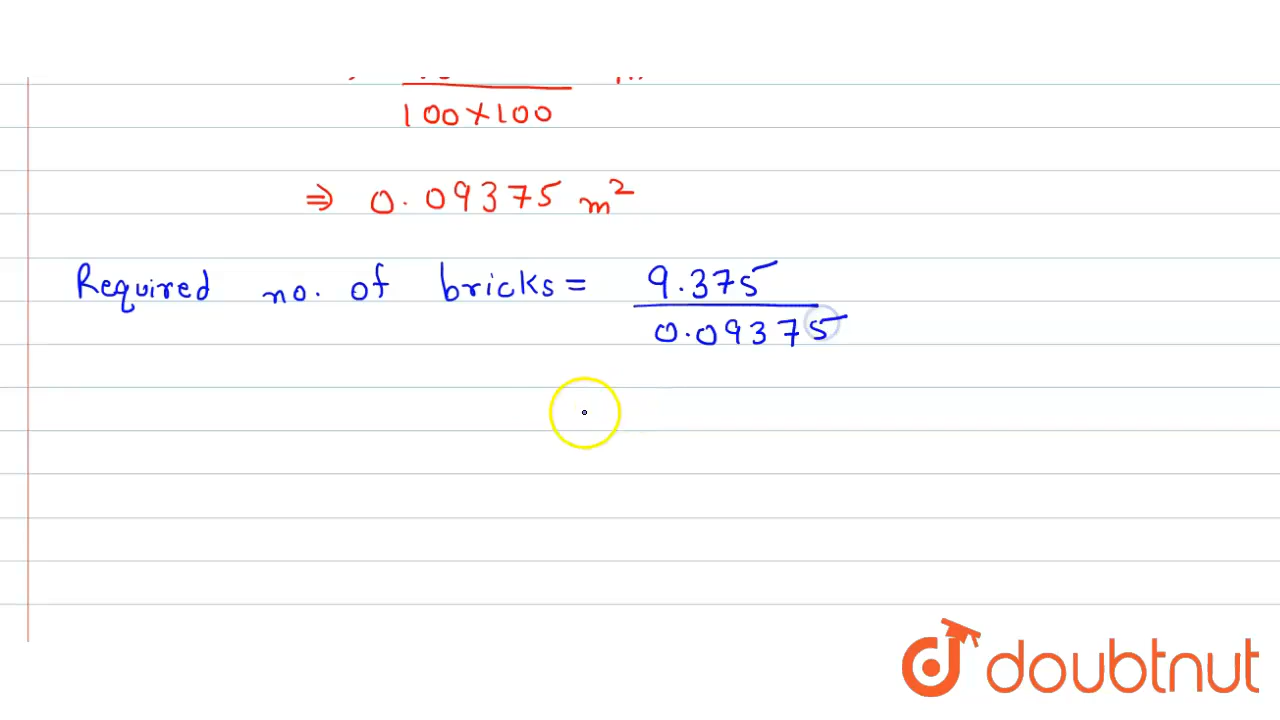 100×100
⇒ 0.09375 m²
Required no. of bricks = 9.375
0.09375
doubtnut